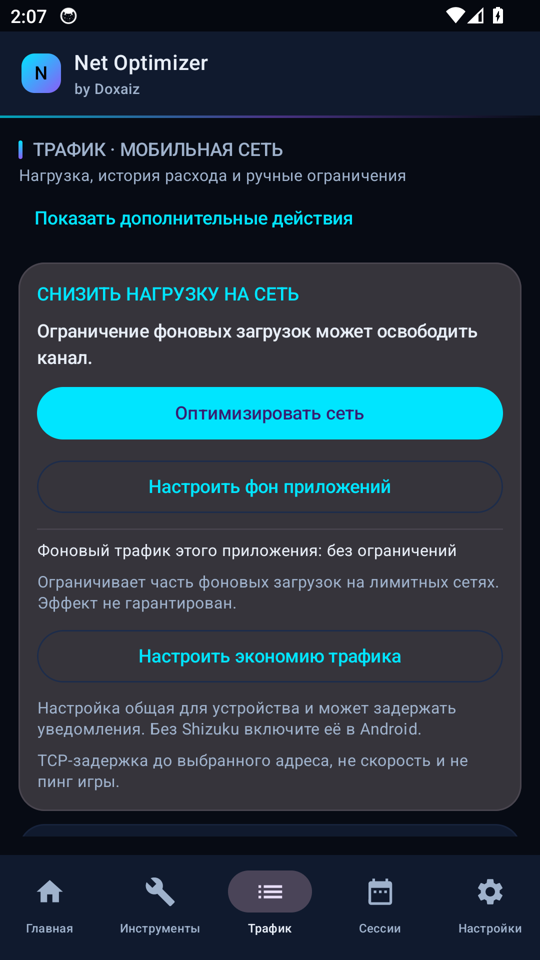 2:07
N
Net Optimizer
by Doxaiz
ТРАФИК · МОБИЛЬНАЯ СЕТЬ
Нагрузка, история расхода и ручные ограничения
Показать дополнительные действия
СНИЗИТЬ НАГРУЗКУ НА СЕТЬ
Ограничение фоновых загрузок может освободить
канал.
Оптимизировать сеть
Настроить фон приложений
Фоновый трафик этого приложения: без ограничений
Ограничивает часть фоновых загрузок на лимитных сетях.
Эффект не гарантирован.
Настроить экономию трафика
Настройка общая для устройства и может задержать
уведомления. Без Shizuku включите её в Android.
TCP-задержка до выбранного адреса, не скорость и не
пинг игры.
Главная
Инструменты
Трафик
Сессии
Настройки